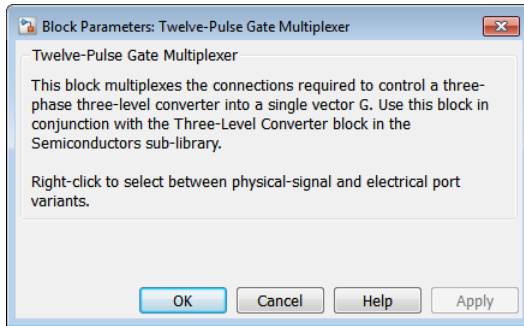 Block Parameters: Twelve-Pulse Gate Multiplexer
Twelve-Pulse Gate Multiplexer
This block multiplexes the connections required to control a three-
phase three-level converter into a single vector G. Use this block in
conjunction with the Three-Level Converter block in the
Semiconductors sub-library.
Right-click to select between physical-signal and electrical port
variants.
OK Cancel Help Apply